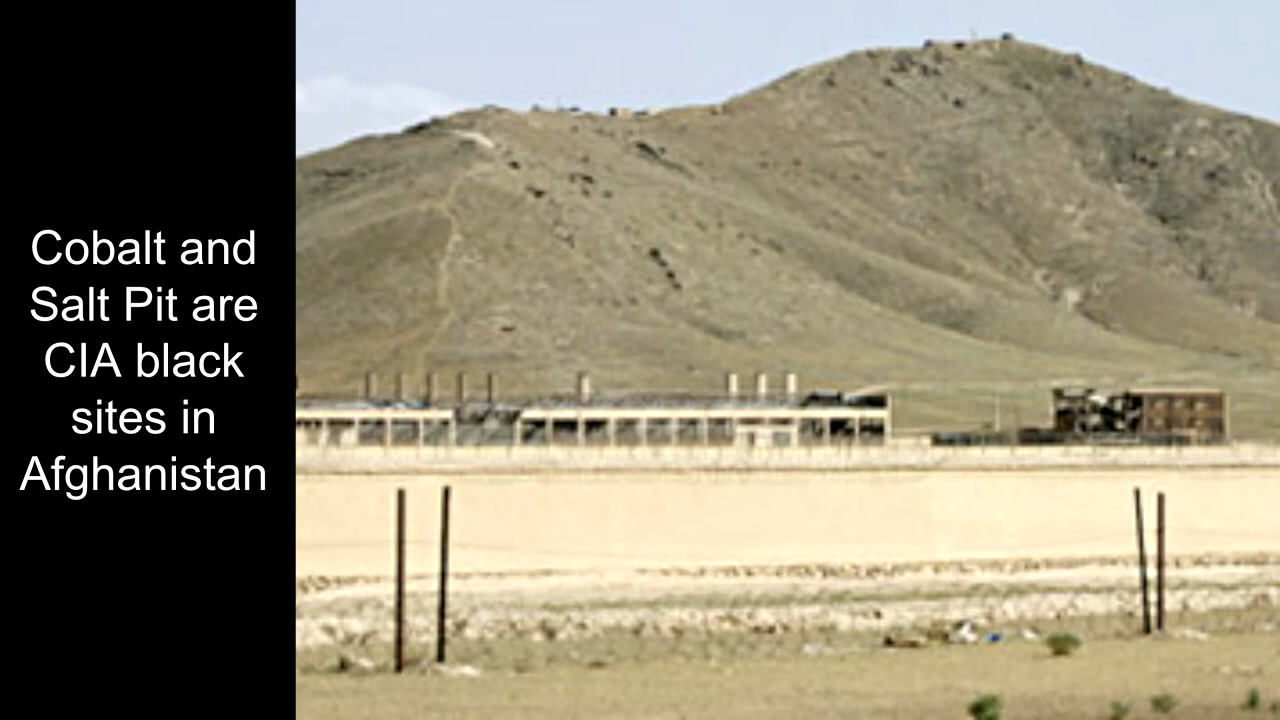 Cobalt and
Salt Pit are
CIA black
sites in
Afghanistan